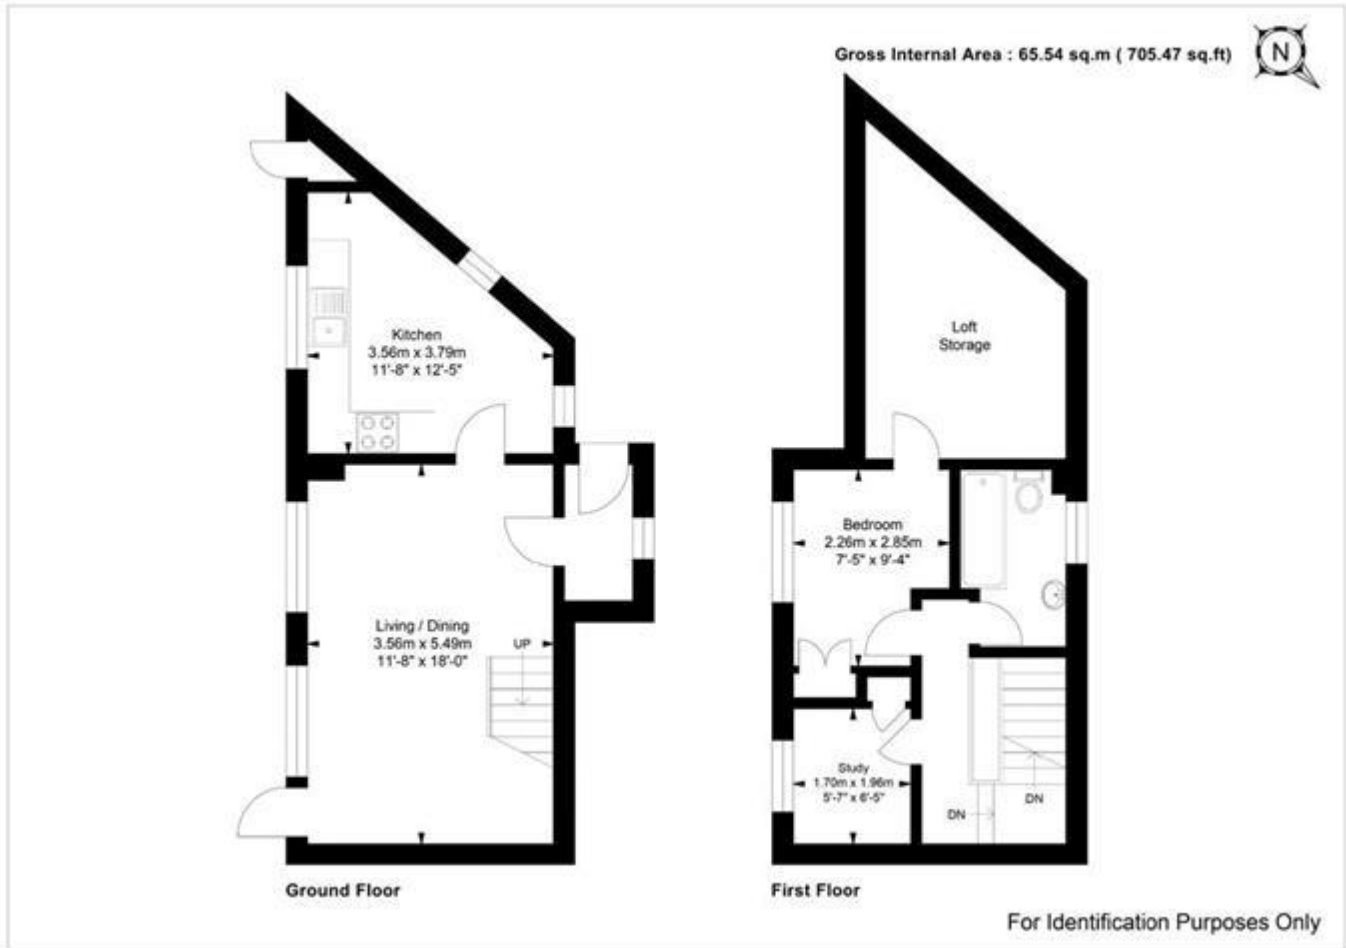 Gross Internal Area : 65.54 sq.m ( 705.47 sq.ft)
N
Kitchen
3.56m x 3.79m
11'-8" x 12'-5"
Living / Dining
3.56m x 5.49m
11'-8" x 18'-0"
UP
Ground Floor
Loft
Storage
Bedroom
2.26m x 2.85m
7'-5" x 9'-4"
Study
1.70m x 1.96m
5'-7" x 6'-5"
DN
DN
First Floor
For Identification Purposes Only